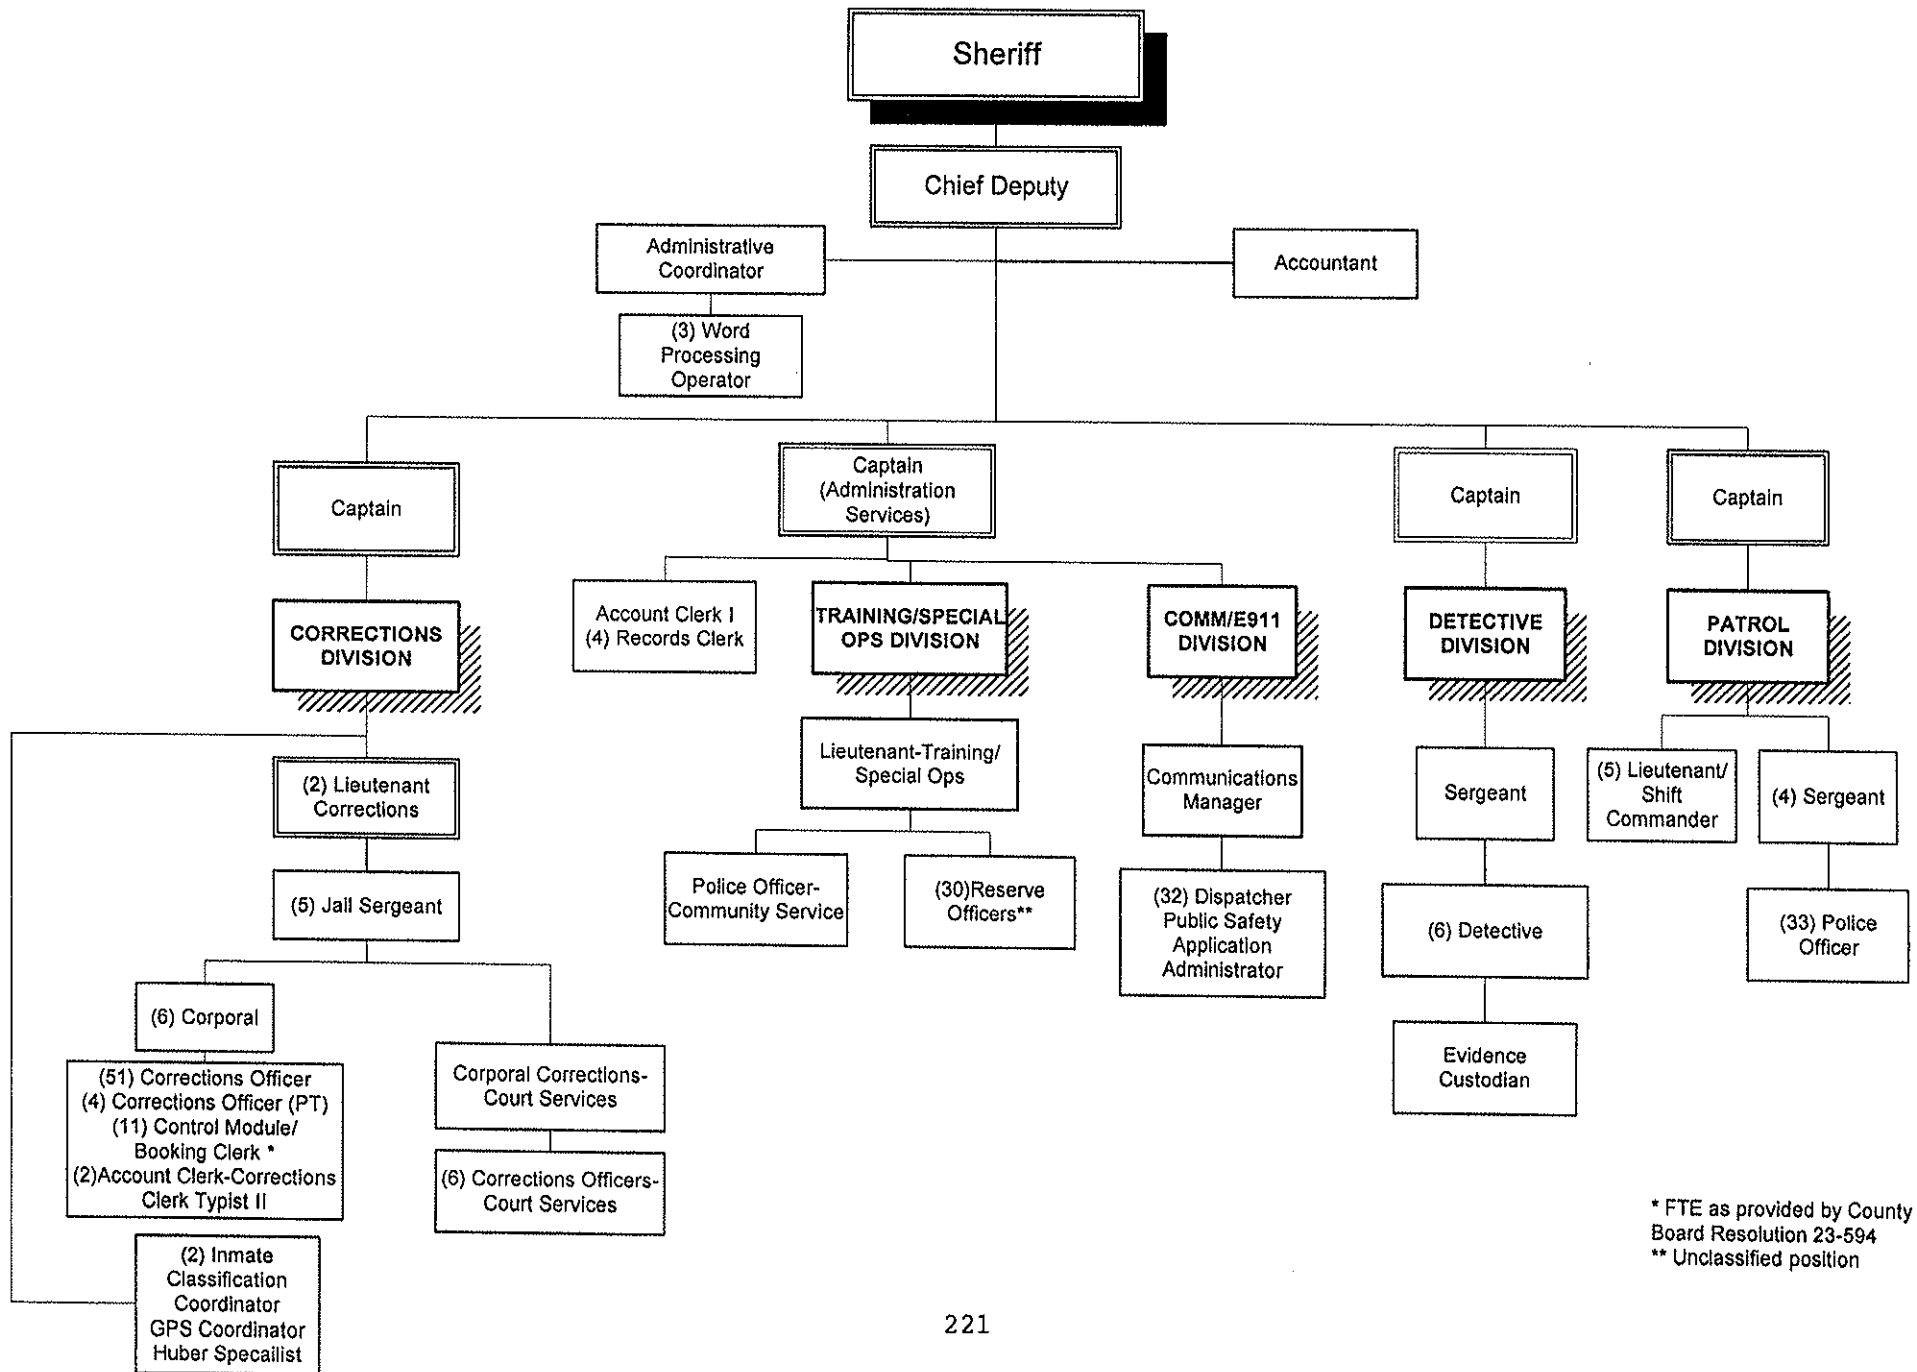 Sheriff
Chief Deputy
Administrative
Coordinator
Accountant
(3) Word
Processing
Operator
Captain
Captain
(Administration
Services)
Captain
Captain
CORRECTIONS
DIVISION
Account Clerk I
(4) Records Clerk
TRAINING/SPECIAL
OPS DIVISION
COMM/E911
DIVISION
DETECTIVE
DIVISION
PATROL
DIVISION
(2) Lieutenant
Corrections
Lieutenant-Training/
Special Ops
Communications
Manager
Sergeant
(5) Lieutenant/
Shift
Commander
(4) Sergeant
(5) Jail Sergeant
Police Officer-
Community Service
(30)Reserve
Officers**
(32) Dispatcher
Public Safety
Application
Administrator
(6) Detective
(33) Police
Officer
(6) Corporal
(51) Corrections Officer
(4) Corrections Officer (PT)
(11) Control Module/
Booking Clerk *
(2)Account Clerk-Corrections
Clerk Typist II
Corporal Corrections-
Court Services
(6) Corrections Officers-
Court Services
Evidence
Custodian
(2) Inmate
Classification
Coordinator
GPS Coordinator
Huber Specailist
* FTE as provided by County
Board Resolution 23-594
** Unclassified position
221